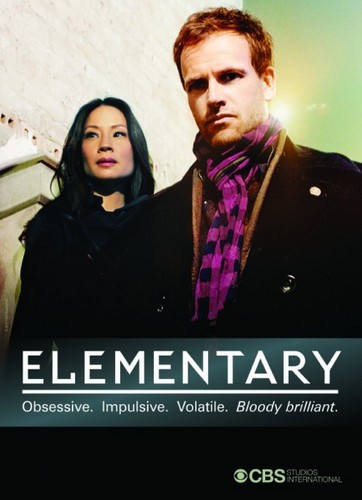 ELEMENTARY
Obsessive. Impulsive. Volatile. Bloody brilliant.
CBS STUDIOS
INTERNATIONAL